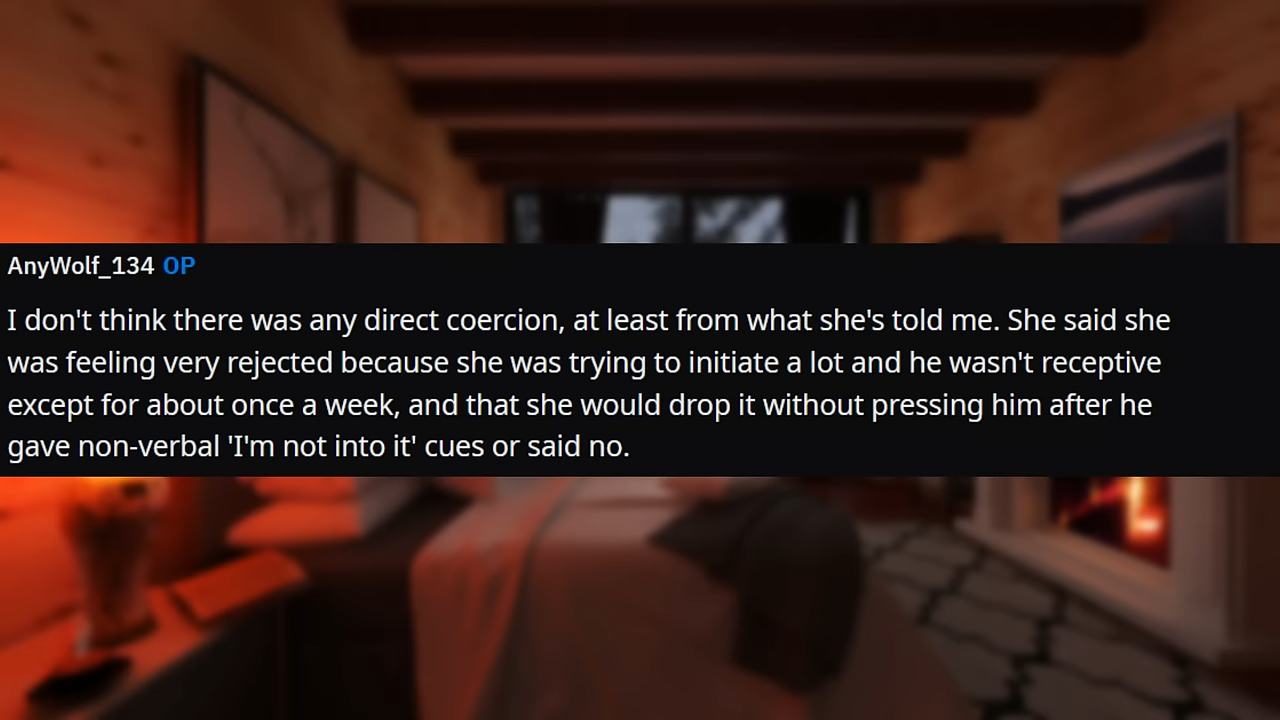 AnyWolf_134 OP
I don't think there was any direct coercion, at least from what she's told me. She said she
was feeling very rejected because she was trying to initiate a lot and he wasn't receptive
except for about once a week, and that she would drop it without pressing him after he
gave non-verbal 'I'm not into it' cues or said no.